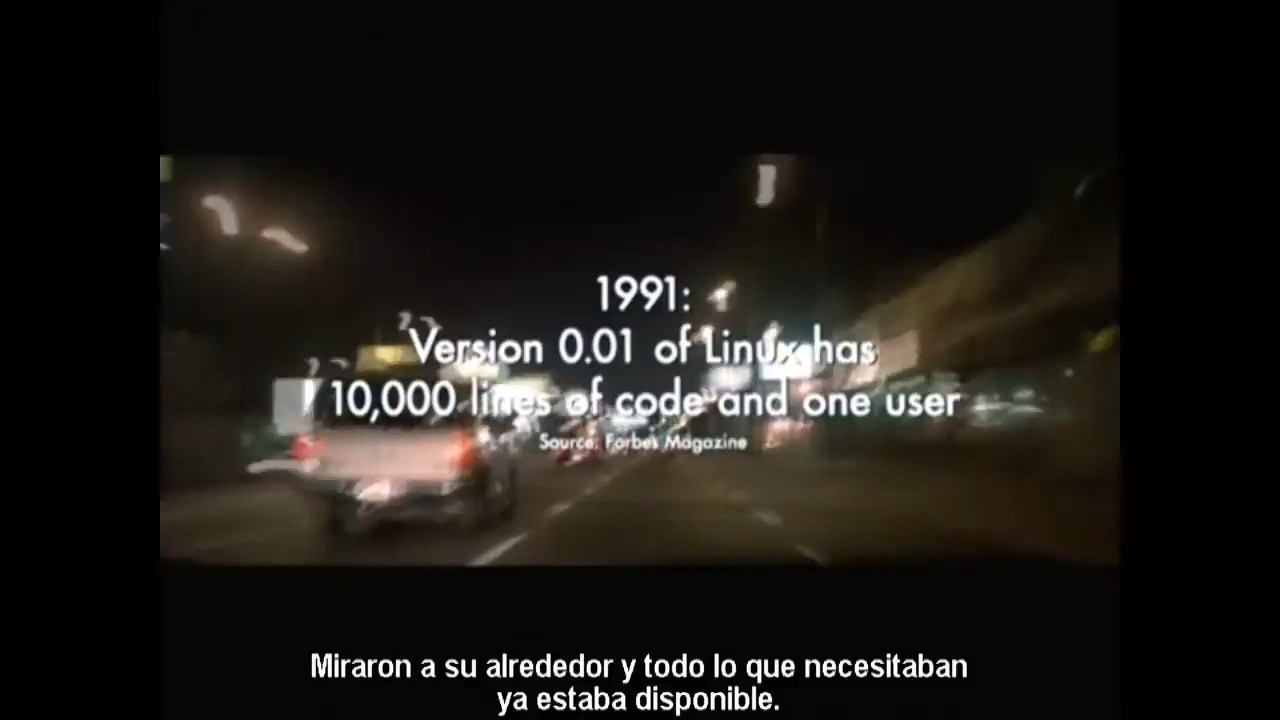 1991:
Version 0.01 of Linux has
10,000 lines of code and one user
Source: Forbes Magazine
Miraron a su alrededor y todo lo que necesitaban
ya estaba disponible.